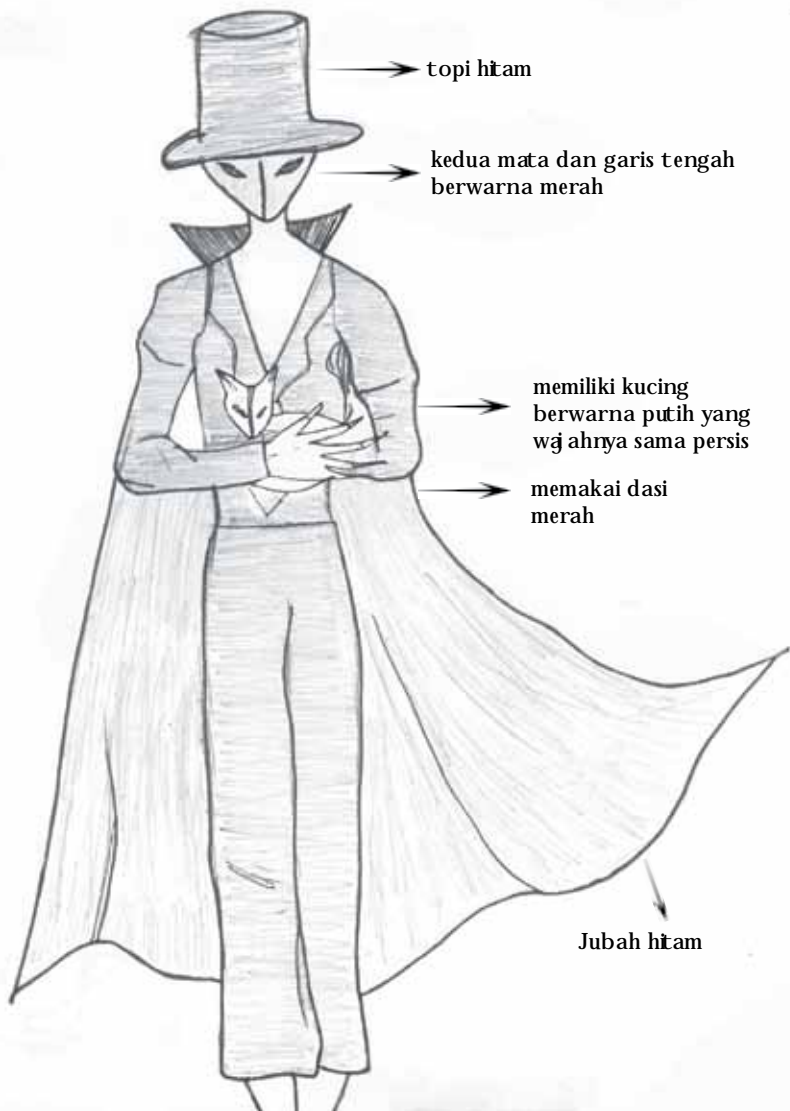 topi hitam
kedua mata dan garis tengah
berwarna merah
memiliki kucing
berwarna putih yang
wajahnya sama persis
memakai dasi
merah
Jubah hitam